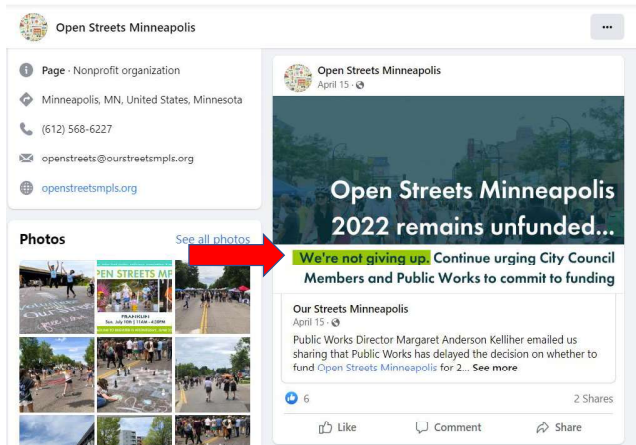 Open Streets Minneapolis
Page · Nonprofit organization
Minneapolis, MN, United States, Minnesota
(612) 568-6227
openstreets@ourstreetsmpls.org
openstreetsmpls.org
Photos
See all photos
PEN STREETS MP
FRANKLIN
Open Streets Minneapolis
April 15 ·
Open Streets Minneapolis
2022 remains unfunded...
We're not giving up. Continue urging City Council
Members and Public Works to commit to funding
Our Streets Minneapolis
April 15 ·
Public Works Director Margaret Anderson Kelliher emailed us
sharing that Public Works has delayed the decision on whether to
fund Open Streets Minneapolis for 2... See more
6
2 Shares
Like
Comment
Share